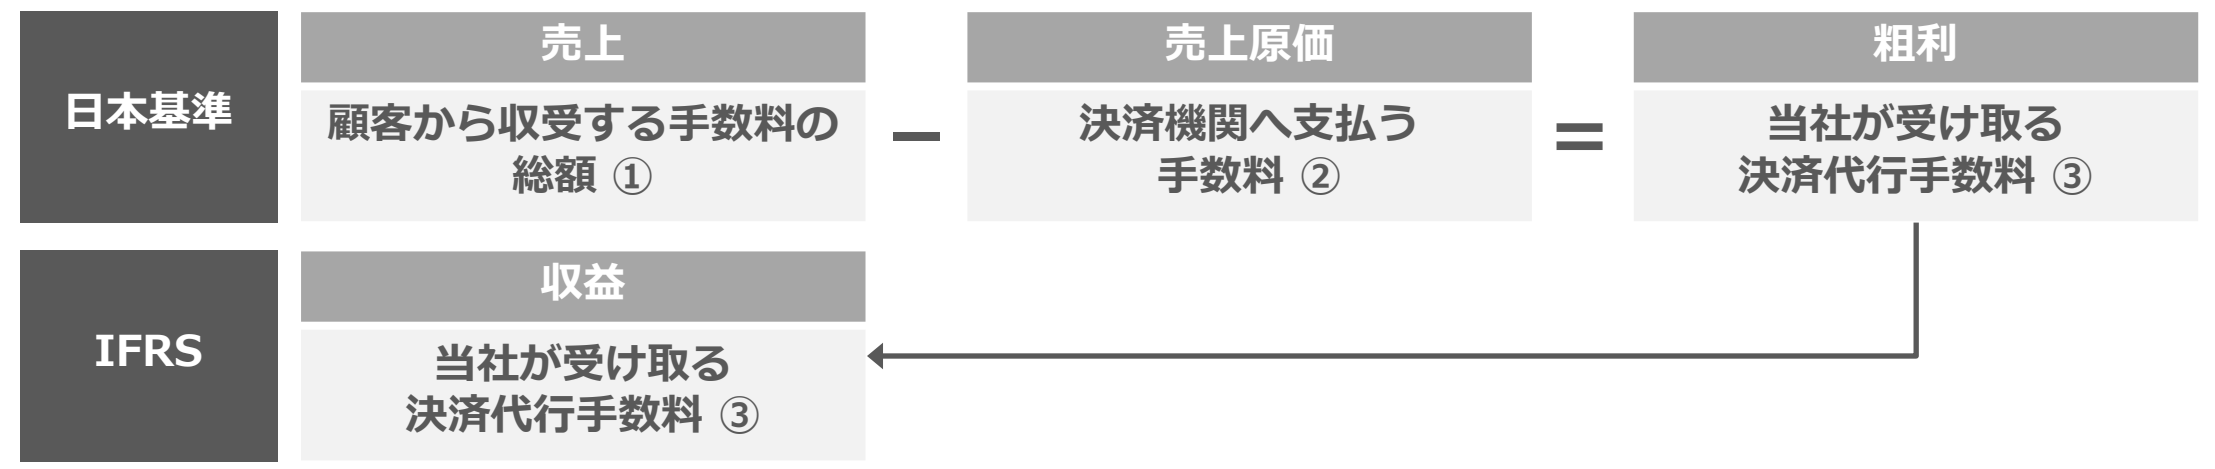 日本基準
売上
顧客から収受する手数料の
総額 ①
－
売上原価
決済機関へ支払う
手数料 ②
＝
粗利
当社が受け取る
決済代行手数料 ③
IFRS
収益
当社が受け取る
決済代行手数料 ③